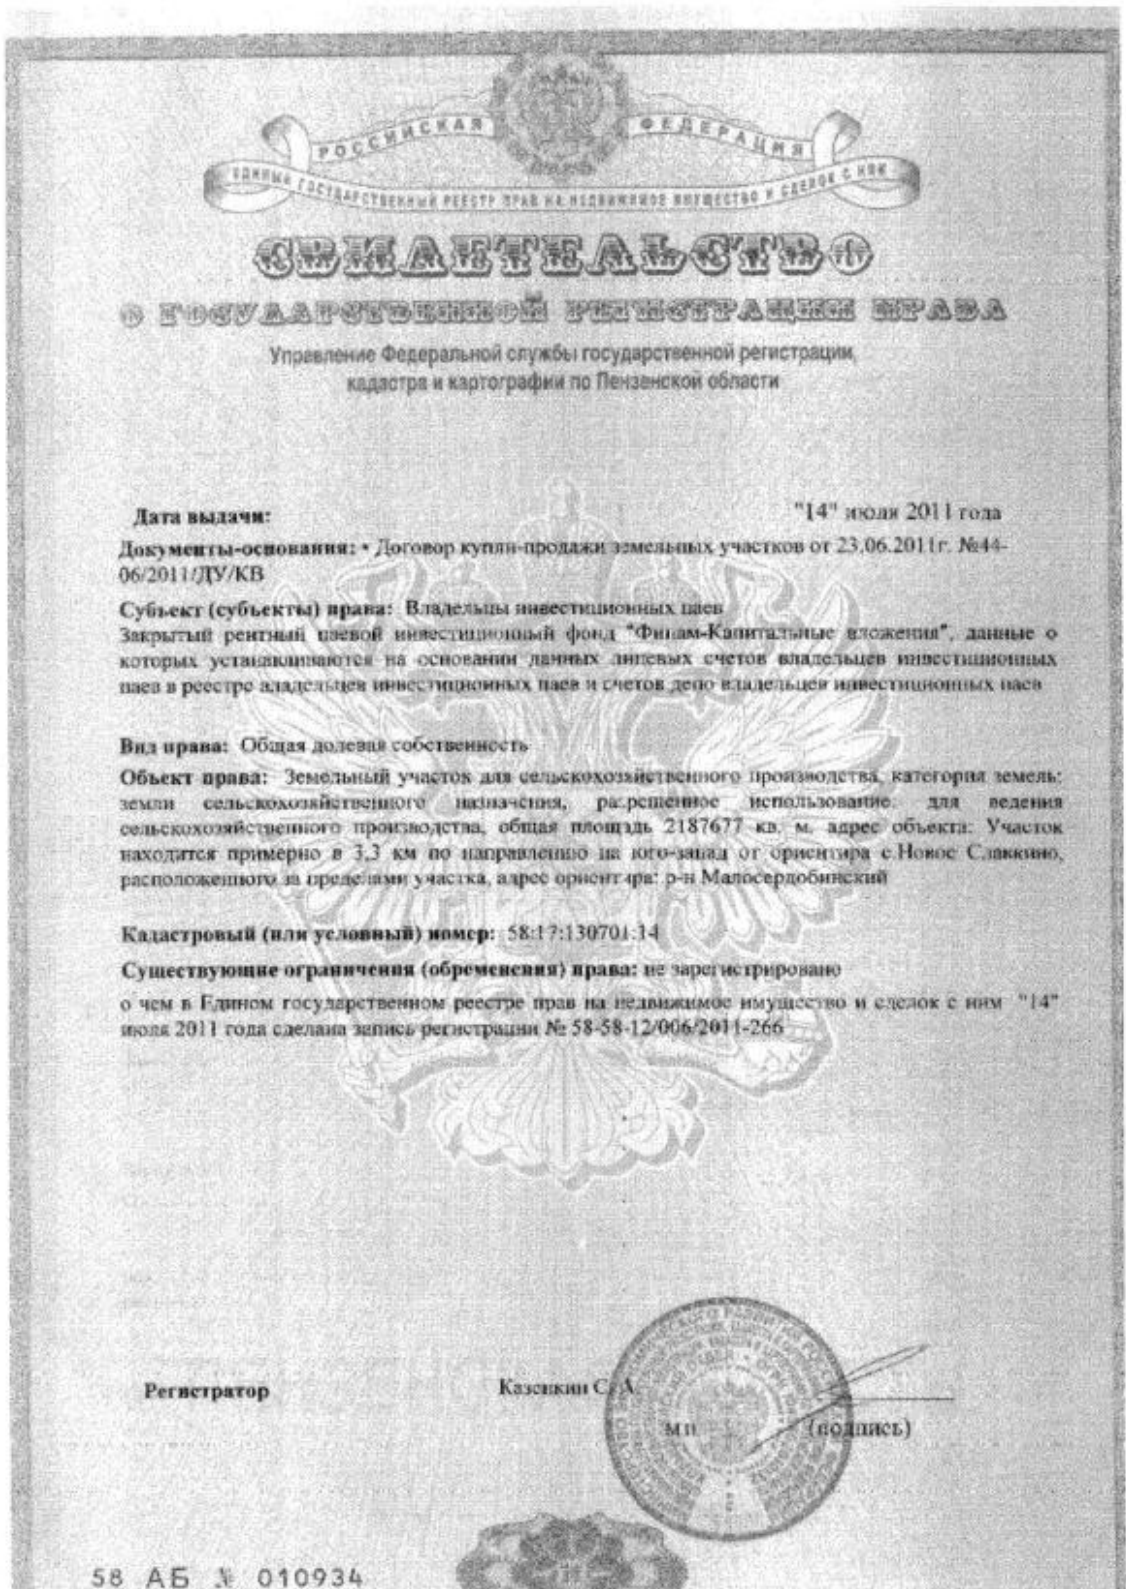 РОССИЙСКАЯ ФЕДЕРАЦИЯ
ЕДИНЫЙ ГОСУДАРСТВЕННЫЙ РЕЕСТР ПРАВ НА НЕДВИЖИМОЕ ИМУЩЕСТВО И СДЕЛОК С НИМ
СВИДЕТЕЛЬСТВО
О ГОСУДАРСТВЕННОЙ РЕГИСТРАЦИИ ПРАВА
Управление Федеральной службы государственной регистрации,
кадастра и картографии по Пензенской области
Дата выдачи: "14" июля 2011 года
Документы-основания: • Договор купли-продажи земельных участков от 23.06.2011г. №44-
06/2011/ДУ/КВ
Субъект (субъекты) права: Владельцы инвестиционных паев
Закрытый рентный паевой инвестиционный фонд "Финам-Капитальные вложения", данные о
которых устанавливаются на основании данных лицевых счетов владельцев инвестиционных
паев в реестре владельцев инвестиционных паев и счетов депо владельцев инвестиционных паев
Вид права: Общая долевая собственность
Объект права: Земельный участок для сельскохозяйственного производства, категория земель:
земли сельскохозяйственного назначения, разрешенное использование: для ведения
сельскохозяйственного производства, общая площадь 2187677 кв. м, адрес объекта: Участок
находится примерно в 3,3 км по направлению на юго-запад от ориентира с.Новое Славкино,
расположенного за пределами участка, адрес ориентира: р-н Малосердобинский
Кадастровый (или условный) номер: 58:17:130701:14
Существующие ограничения (обременения) права: не зарегистрировано
о чем в Едином государственном реестре прав на недвижимое имущество и сделок с ним "14"
июля 2011 года сделана запись регистрации № 58-58-12/006/2011-266
Регистратор Казенкин С. А.
м п (подпись)
58 АБ № 010934